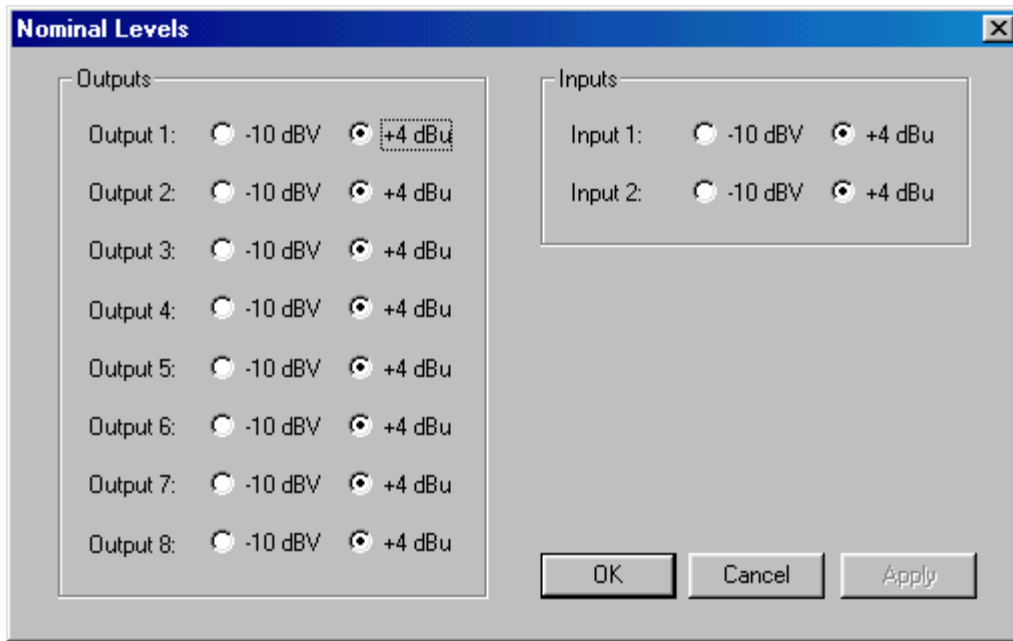 Nominal Levels
Outputs
Output 1: -10 dBV +4 dBu
Output 2: -10 dBV +4 dBu
Output 3: -10 dBV +4 dBu
Output 4: -10 dBV +4 dBu
Output 5: -10 dBV +4 dBu
Output 6: -10 dBV +4 dBu
Output 7: -10 dBV +4 dBu
Output 8: -10 dBV +4 dBu
Inputs
Input 1: -10 dBV +4 dBu
Input 2: -10 dBV +4 dBu
OK Cancel Apply